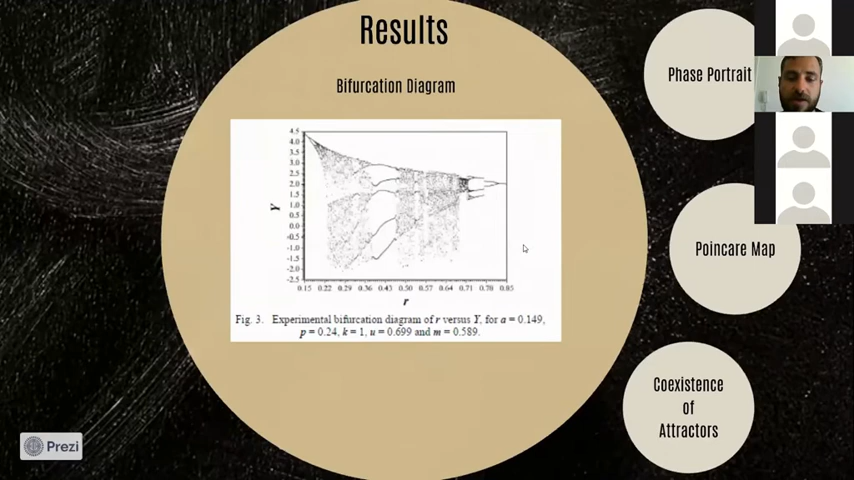 Results
Bifurcation Diagram
4.5
4.0
3.5
3.0
2.5
2.0
1.5
1.0
0.5
0.0
-0.5
-1.0
-1.5
-2.0
-2.5
Y
0.15 0.22 0.29 0.36 0.43 0.50 0.57 0.64 0.71 0.78 0.85
r
Fig. 3. Experimental bifurcation diagram of r versus Y, for a = 0.149,
p = 0.24, k = 1, u = 0.699 and m = 0.589.
Phase Portrait
Poincare Map
Coexistence
of
Attractors
Prezi